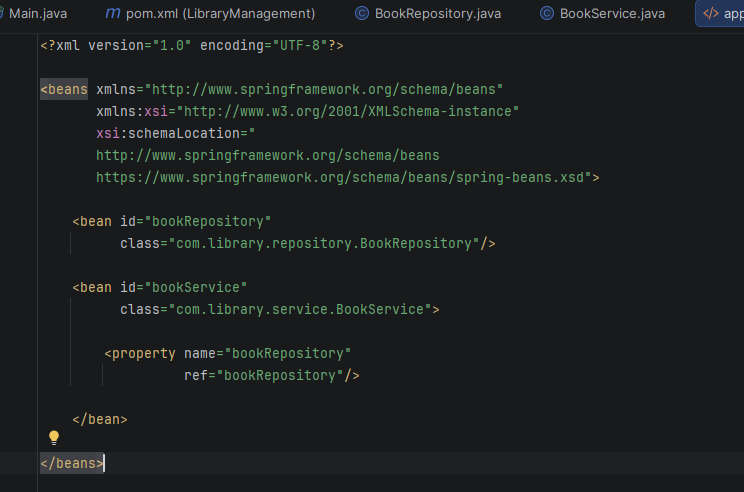 Main.java pom.xml (LibraryManagement) BookRepository.java BookService.java </> app
<?xml version="1.0" encoding="UTF-8"?>
<beans xmlns="http://www.springframework.org/schema/beans"
xmlns:xsi="http://www.w3.org/2001/XMLSchema-instance"
xsi:schemaLocation="
http://www.springframework.org/schema/beans
https://www.springframework.org/schema/beans/spring-beans.xsd">
<bean id="bookRepository"
class="com.library.repository.BookRepository"/>
<bean id="bookService"
class="com.library.service.BookService">
<property name="bookRepository"
ref="bookRepository"/>
</bean>
</beans>